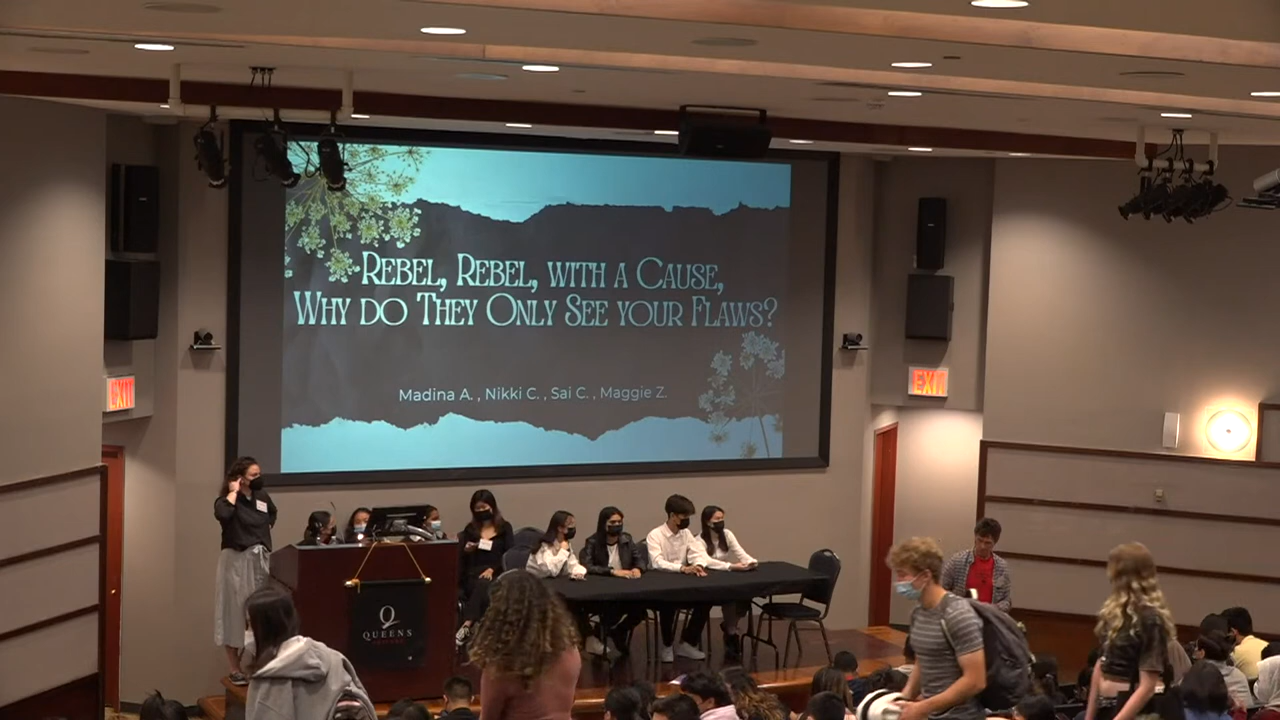 Rebel, Rebel, with a Cause,
Why do They Only See your Flaws?
Madina A. , Nikki C. , Sai C. , Maggie Z.
EXIT
EXIT
Q
QUEENS